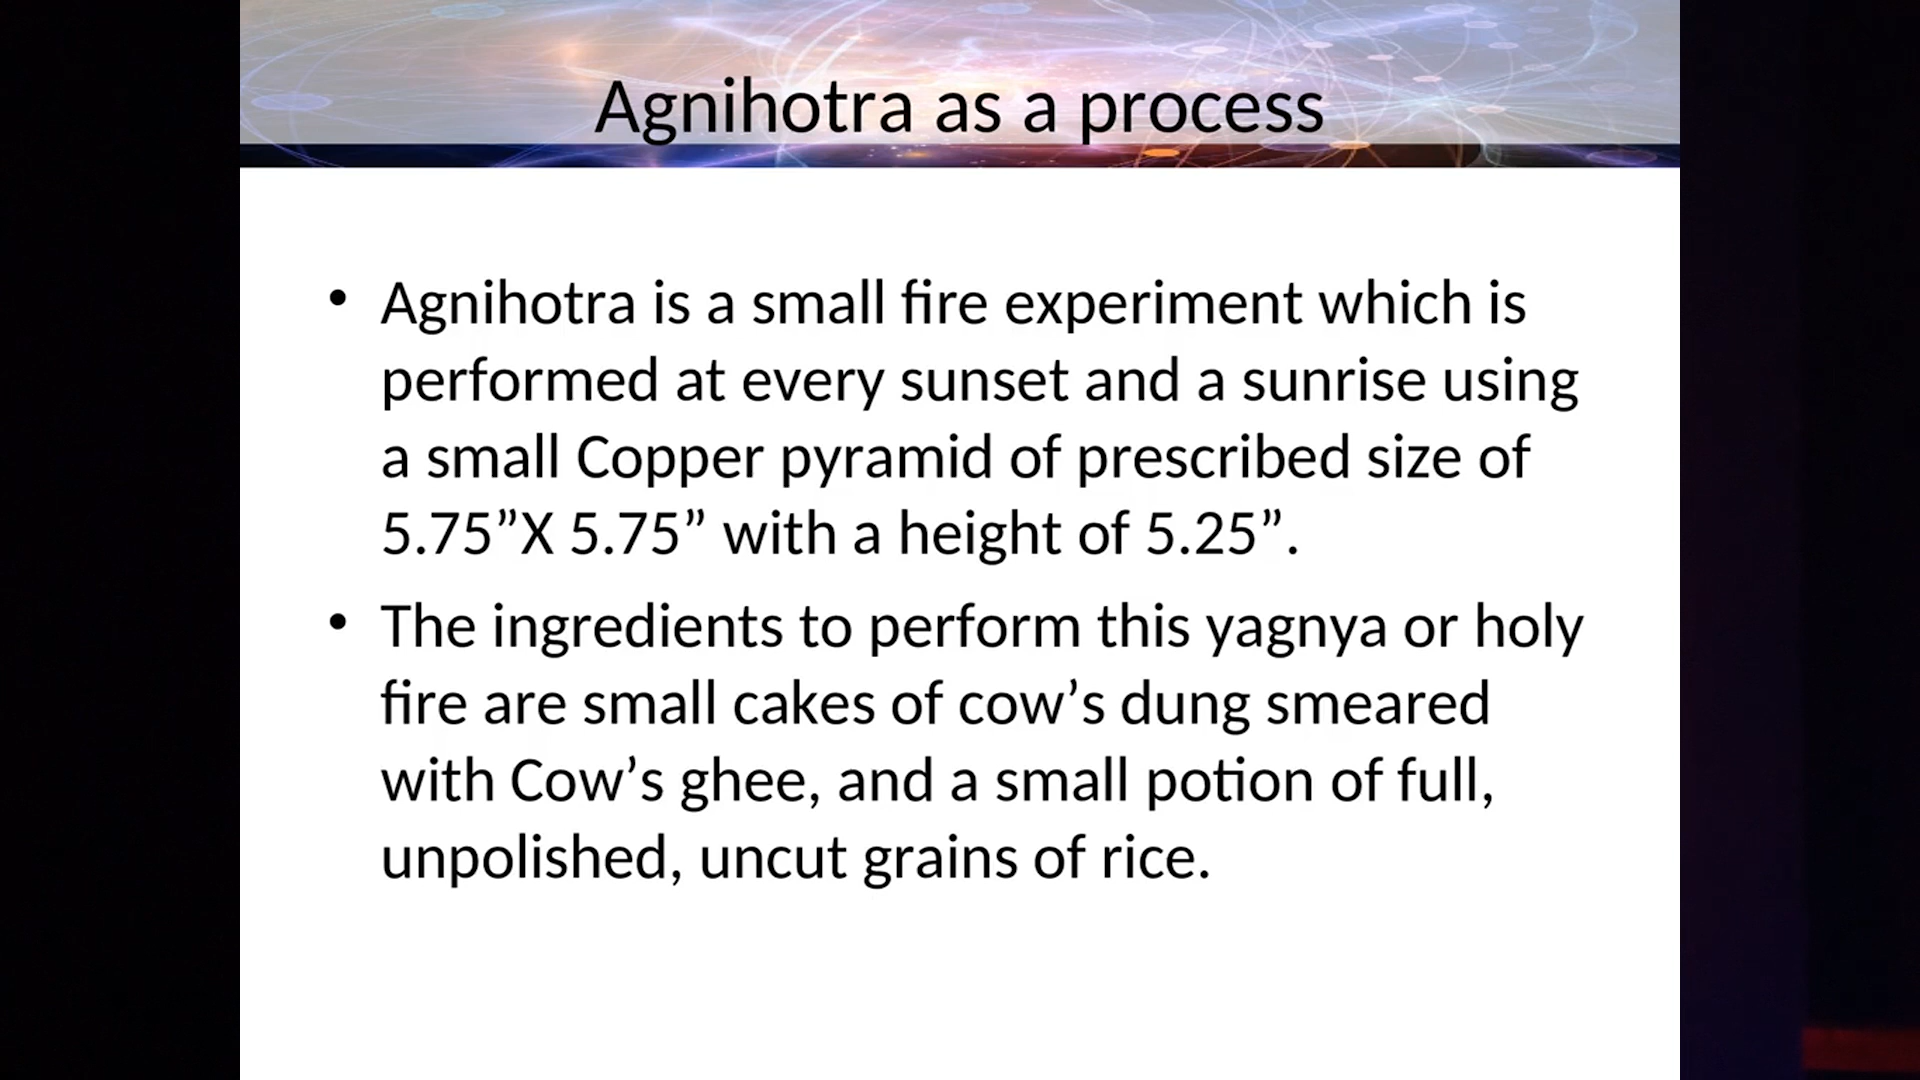 Agnihotra as a process
• Agnihotra is a small fire experiment which is
performed at every sunset and a sunrise using
a small Copper pyramid of prescribed size of
5.75”X 5.75” with a height of 5.25”.
• The ingredients to perform this yagnya or holy
fire are small cakes of cow’s dung smeared
with Cow’s ghee, and a small potion of full,
unpolished, uncut grains of rice.